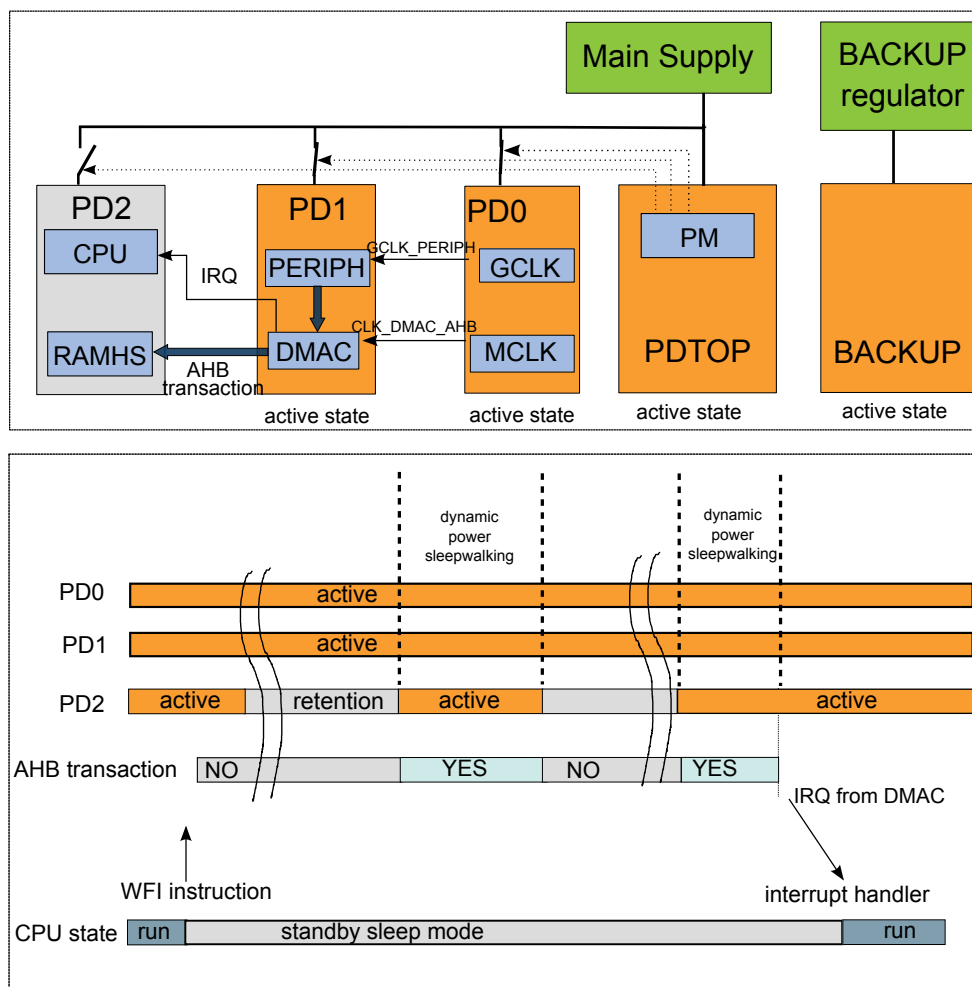 Main Supply
BACKUP
regulator
PD2
PD1
PD0
CPU
PERIPH
GCLK_PERIPH
GCLK
PM
IRQ
CLK_DMAC_AHB
RAMHS
AHB
transaction
DMAC
MCLK
PDTOP
BACKUP
active state
active state
active state
active state
dynamic
power
sleepwalking
dynamic
power
sleepwalking
PD0
active
PD1
active
PD2
active
retention
active
active
AHB transaction
NO
YES
NO
YES
IRQ from DMAC
WFI instruction
interrupt handler
CPU state
run
standby sleep mode
run